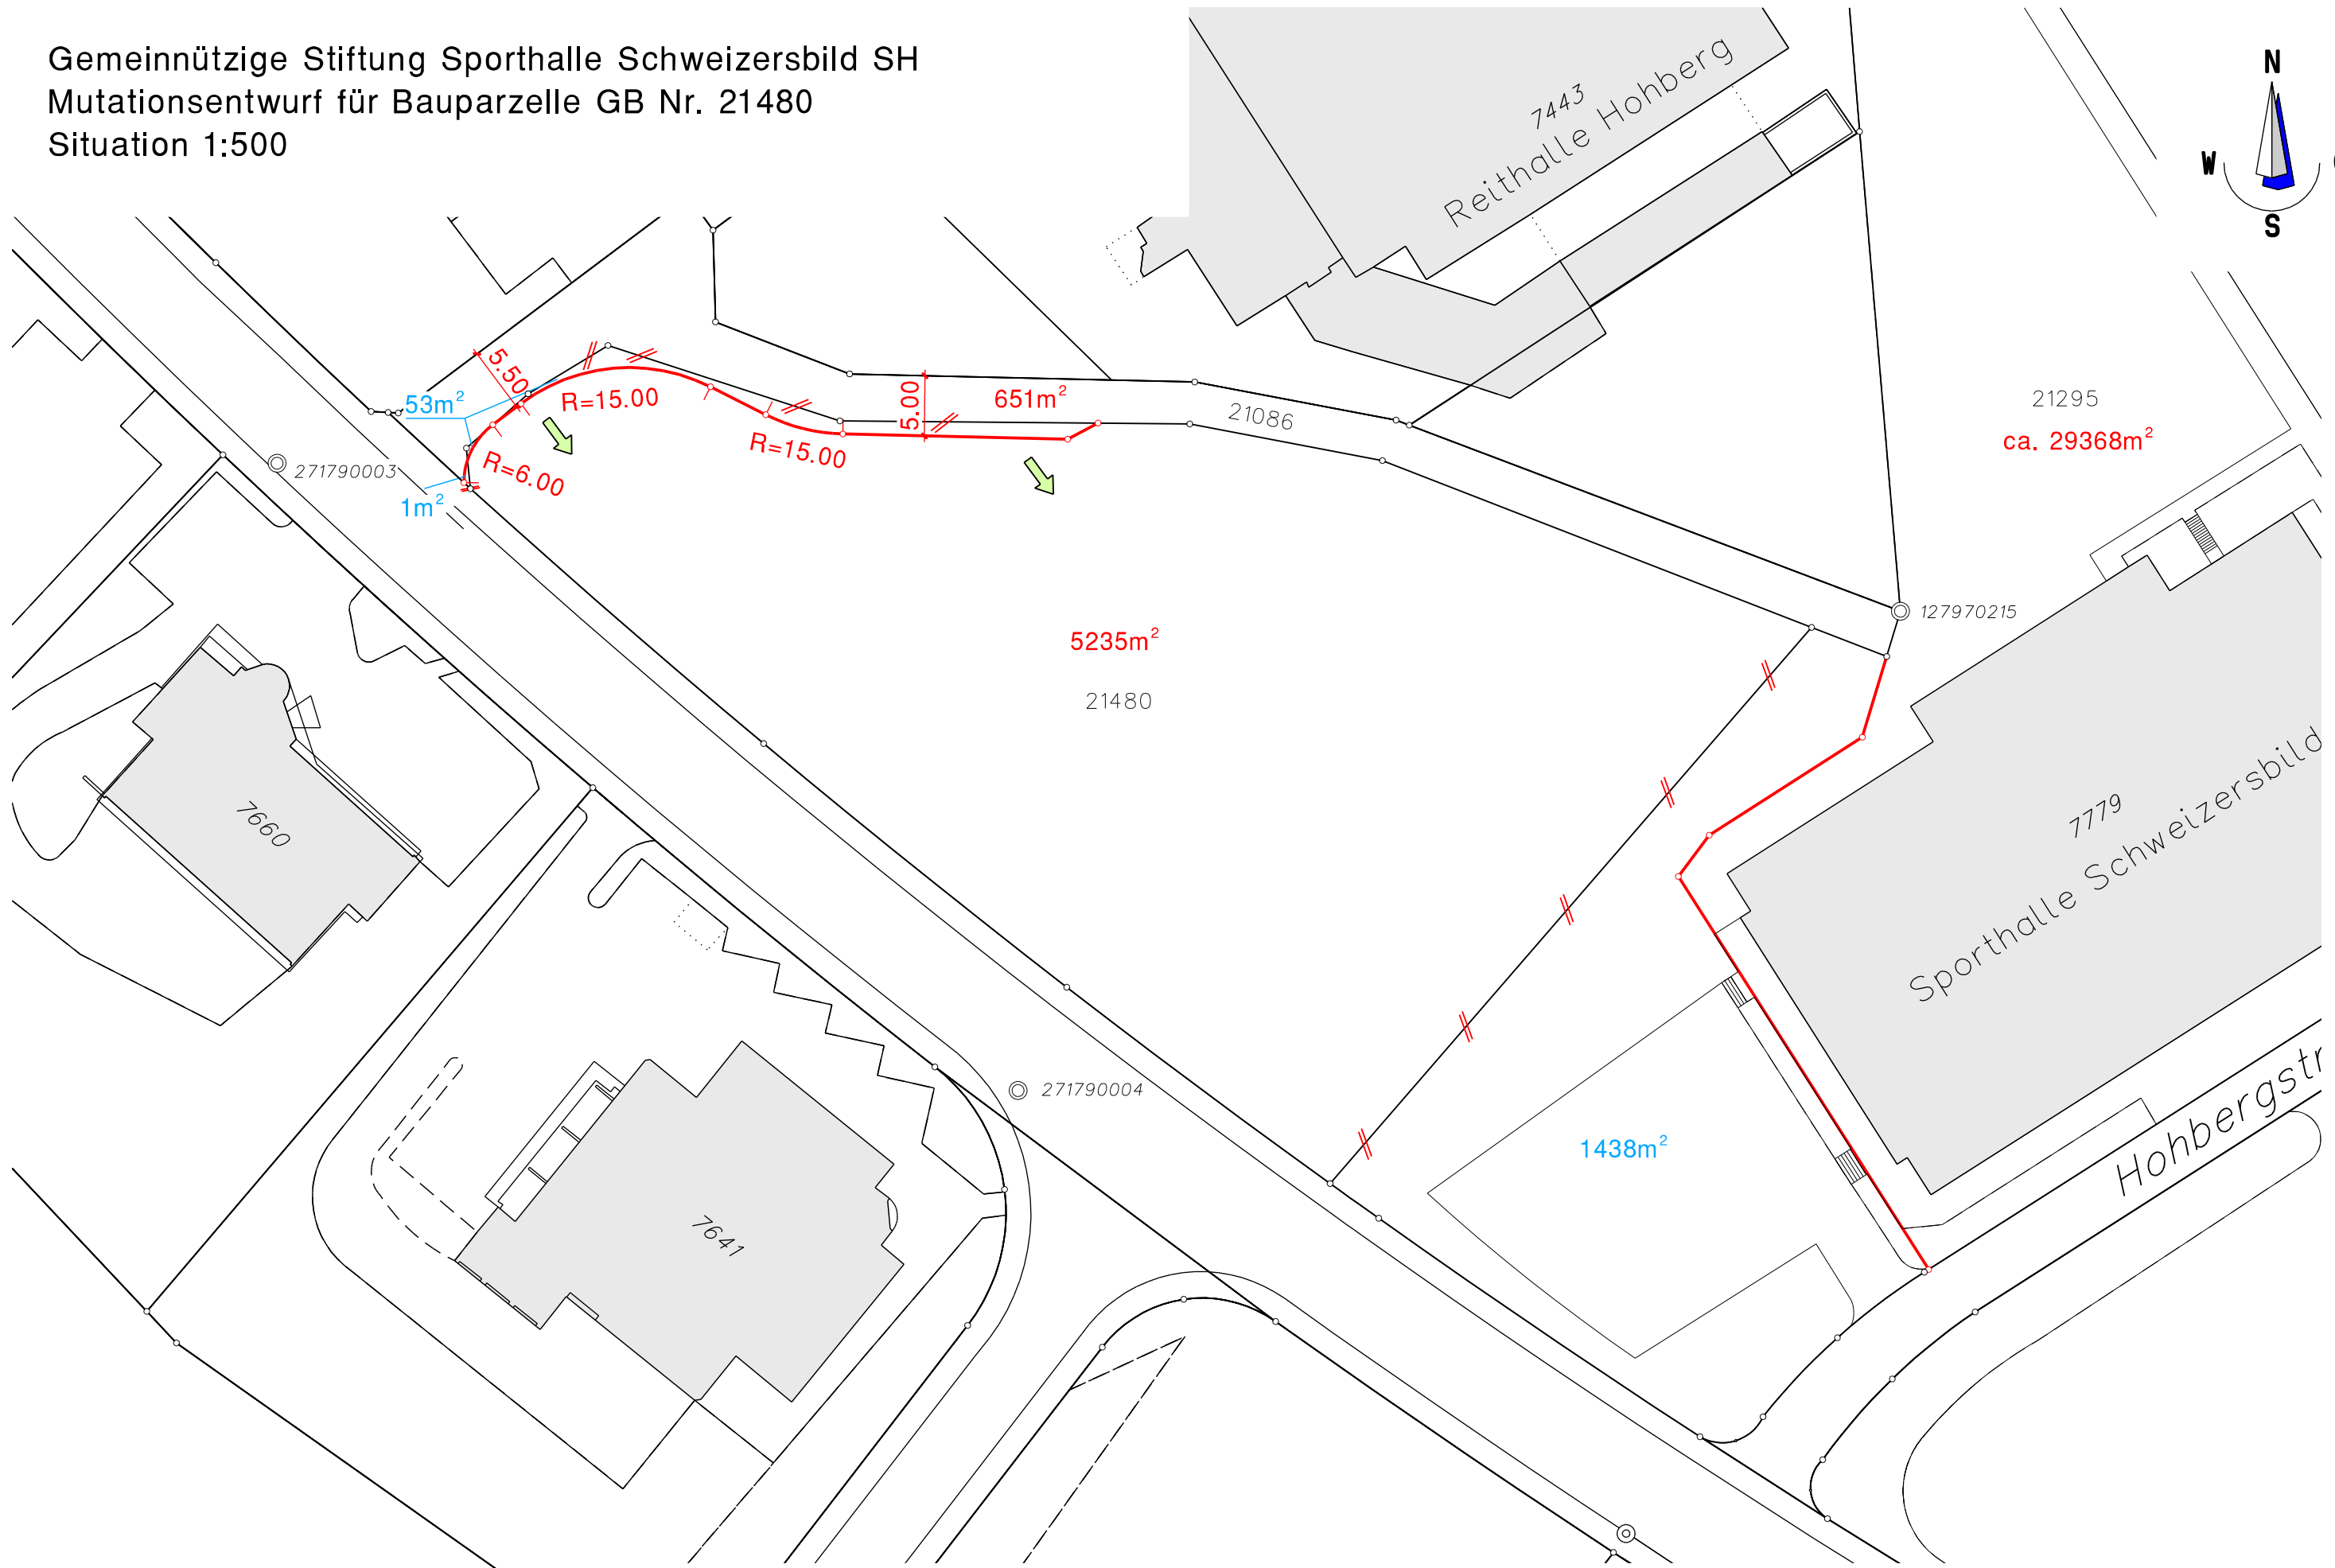 Gemeinnützige Stiftung Sporthalle Schweizersbild SH
Mutationsentwurf für Bauparzelle GB Nr. 21480
Situation 1:500
N
W
S
7443
Reithalle Hohberg
5.50
53m²
R=15.00
5.00
651m²
21086
21295
ca. 29368m²
R=15.00
R=6.00
271790003
1m²
127970215
5235m²
21480
7660
7779
Sporthalle Schweizersbild
271790004
1438m²
Hohbergstr
7641